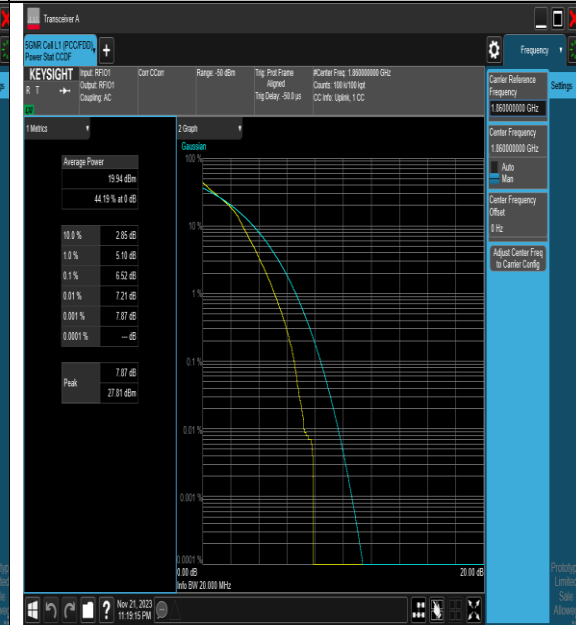 Transceiver A
5GNR Cell L1 (PCC/FDD),
Power Stat CCDF
Frequency
KEYSIGHT
R T
Input: RFIO1
Output: RFIO1
Coupling: AC
Corr CCorr
Range: -50 dBm
Trig: Prot Frame
Aligned
Trig Delay: -50.0 µs
#Center Freq: 1.860000000 GHz
Counts: 100 k/100 kpt
CC Info: Uplink, 1 CC
Carrier Reference
Frequency
1.860000000 GHz
Settings
Center Frequency
1.860000000 GHz
Auto
Man
Center Frequency
Offset
0 Hz
Adjust Center Freq
to Carrier Config
1 Metrics
Average Power
19.94 dBm
44.19 % at 0 dB
10.0 % 2.85 dB
1.0 % 5.10 dB
0.1 % 6.52 dB
0.01 % 7.21 dB
0.001 % 7.87 dB
0.0001 % --- dB
Peak
7.87 dB
27.81 dBm
2 Graph
Gaussian
100 %
10 %
1 %
0.1 %
0.01 %
0.001 %
0.0001 %
0.00 dB
20.00 dB
Info BW 20.000 MHz
Nov 21, 2023
11:19:15 PM